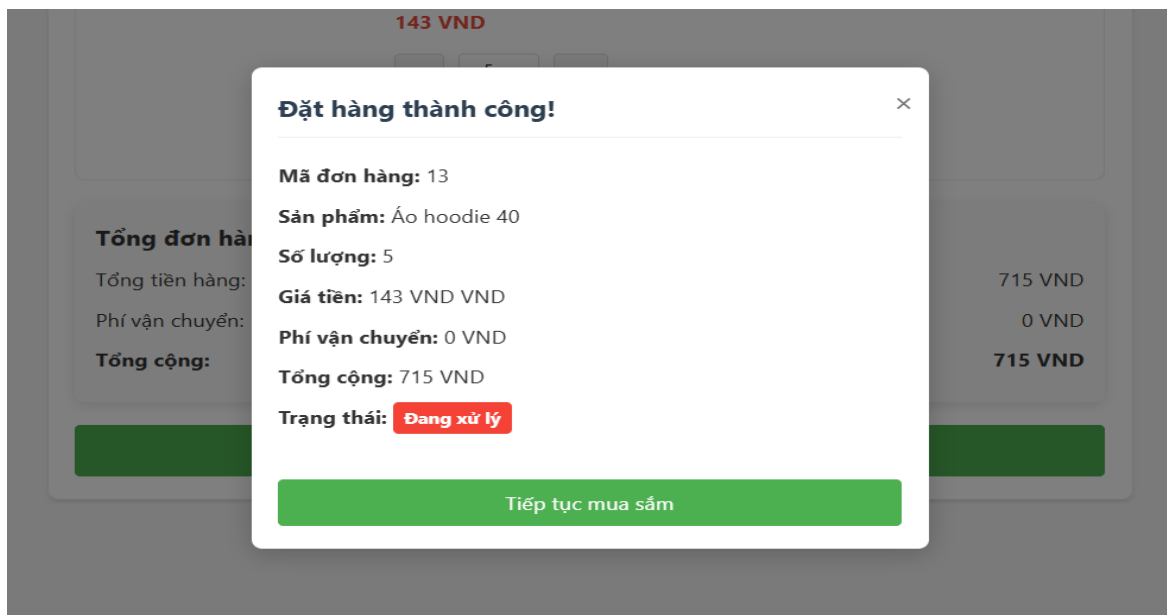 143 VND
Đặt hàng thành công!
×
Mã đơn hàng: 13
Sản phẩm: Áo hoodie 40
Số lượng: 5
Giá tiền: 143 VND VND
Phí vận chuyển: 0 VND
Tổng cộng: 715 VND
Trạng thái: Đang xử lý
Tiếp tục mua sắm
Tổng đơn
Tổng tiền hàng: 715 VND
Phí vận chuyển: 0 VND
Tổng cộng: 715 VND